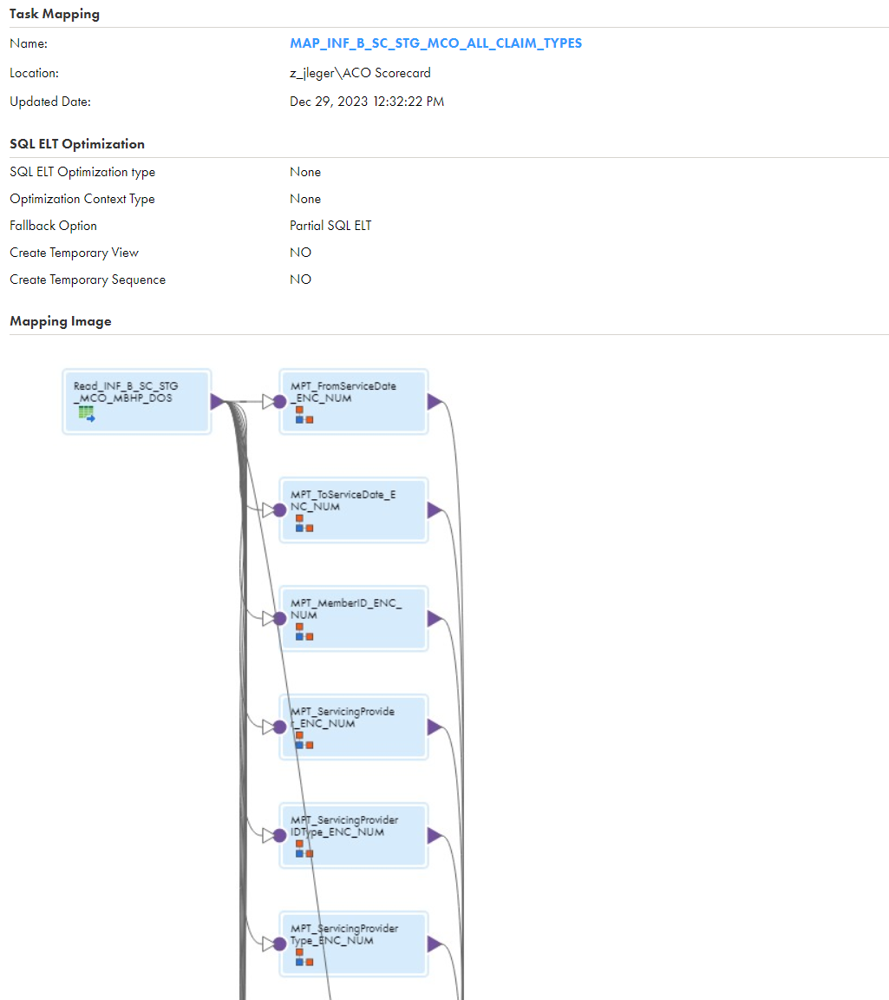 Task Mapping
Name: MAP_INF_B_SC_STG_MCO_ALL_CLAIM_TYPES
Location: z_jleger\ACO Scorecard
Updated Date: Dec 29, 2023 12:32:22 PM
SQL ELT Optimization
SQL ELT Optimization type None
Optimization Context Type None
Fallback Option Partial SQL ELT
Create Temporary View NO
Create Temporary Sequence NO
Mapping Image
Read_INF_B_SC_STG
_MCO_MBHP_DOS
MPT_FromServiceDate
_ENC_NUM
MPT_ToServiceDate_E
NC_NUM
MPT_MemberID_ENC_
NUM
MPT_ServicingProvide
r_ENC_NUM
MPT_ServicingProvider
IDType_ENC_NUM
MPT_ServicingProvider
Type_ENC_NUM